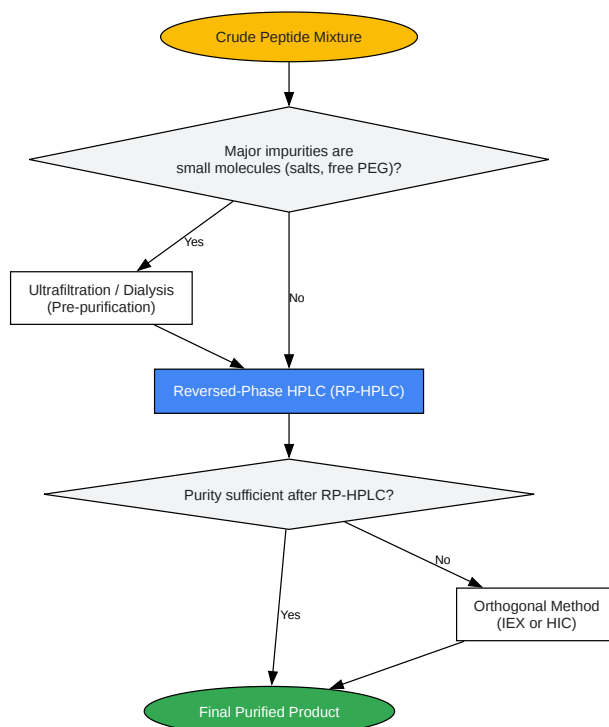 Crude Peptide Mixture
Major impurities are
small molecules (salts, free PEG)?
Yes
Ultrafiltration / Dialysis
(Pre-purification)
No
Reversed-Phase HPLC (RP-HPLC)
Purity sufficient after RP-HPLC?
No
Orthogonal Method
(IEX or HIC)
Yes
Final Purified Product